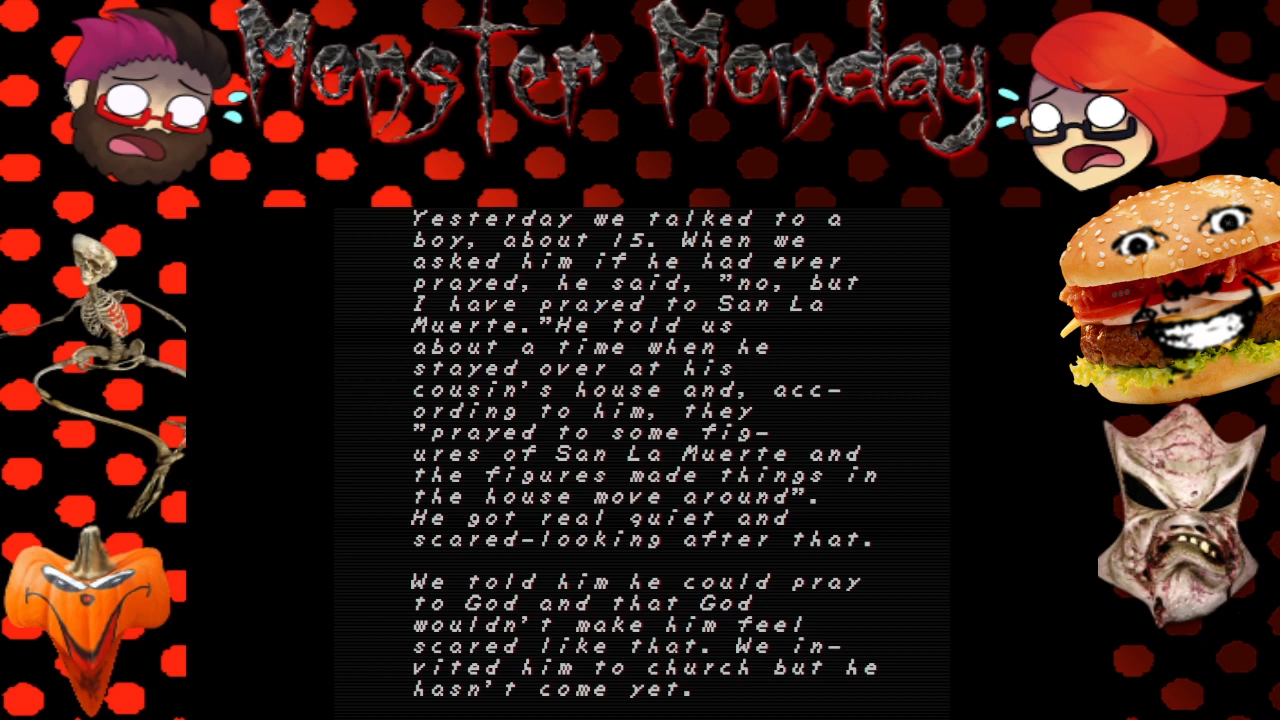 Monster Monday
Yesterday we talked to a
boy, about 15. When we
asked him if he had ever
prayed, he said, "no, but
I have prayed to San La
Muerte."He told us
about a time when he
stayed over at his
cousin's house and, acc-
ording to him, they
"prayed to some fig-
ures of San La Muerte and
the figures made things in
the house move around".
He got real quiet and
scared-looking after that.
We told him he could pray
to God and that God
wouldn't make him feel
scared like that. We in-
vited him to church but he
hasn't come yet.